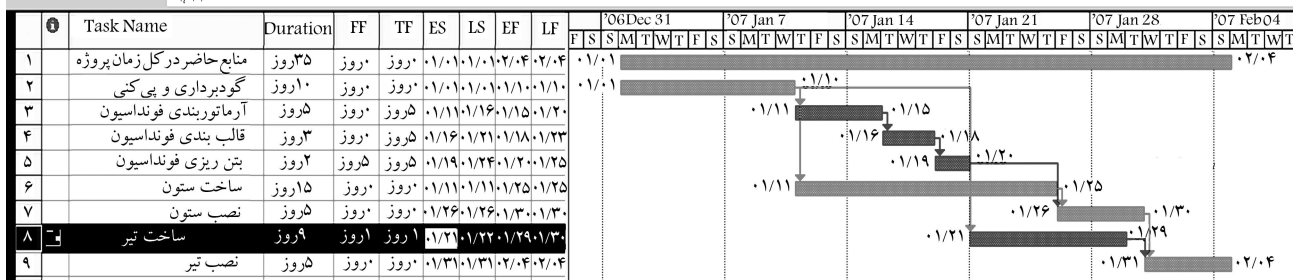 Task Name Duration FF TF ES LS EF LF '06Dec 31 '07 Jan 7 '07 Jan 14 '07 Jan 21 '07 Jan 28 '07 Feb04
F S S M T W T F S S M T W T F S S M T W T F S S M T W T F S S M T W T F S S M T W T
۱ منابع حاضر در کل زمان پروژه ۳۵روز ۰روز ۰روز ۰۱/۰۱ ۰۱/۰۱ ۰۲/۰۴ ۰۲/۰۴ ۰۱/۰۱ ۰۲/۰۴
۲ گودبرداری و پی کنی ۱۰روز ۰روز ۰روز ۰۱/۰۱ ۰۱/۰۱ ۰۱/۱۰ ۰۱/۱۰ ۰۱/۰۱ ۰۱/۱۰
۳ آرماتوربندی فونداسیون ۵روز ۰روز ۵روز ۰۱/۱۱ ۰۱/۱۶ ۰۱/۱۵ ۰۱/۲۰ ۰۱/۱۱ ۰۱/۱۵
۴ قالب بندی فونداسیون ۳روز ۰روز ۵روز ۰۱/۱۶ ۰۱/۲۱ ۰۱/۱۸ ۰۱/۲۳ ۰۱/۱۶ ۰۱/۱۸
۵ بتن ریزی فونداسیون ۲روز ۵روز ۵روز ۰۱/۱۹ ۰۱/۲۴ ۰۱/۲۰ ۰۱/۲۵ ۰۱/۱۹ ۰۱/۲۰
۶ ساخت ستون ۱۵روز ۰روز ۰روز ۰۱/۱۱ ۰۱/۱۱ ۰۱/۲۵ ۰۱/۲۵ ۰۱/۱۱ ۰۱/۲۵
۷ نصب ستون ۵روز ۰روز ۰روز ۰۱/۲۶ ۰۱/۲۶ ۰۱/۳۰ ۰۱/۳۰ ۰۱/۲۶ ۰۱/۳۰
۸ ساخت تیر ۹روز ۱روز ۱روز ۰۱/۲۱ ۰۱/۲۲ ۰۱/۲۹ ۰۱/۳۰ ۰۱/۲۱ ۰۱/۲۹
۹ نصب تیر ۵روز ۰روز ۰روز ۰۱/۳۱ ۰۱/۳۱ ۰۲/۰۴ ۰۲/۰۴ ۰۱/۳۱ ۰۲/۰۴